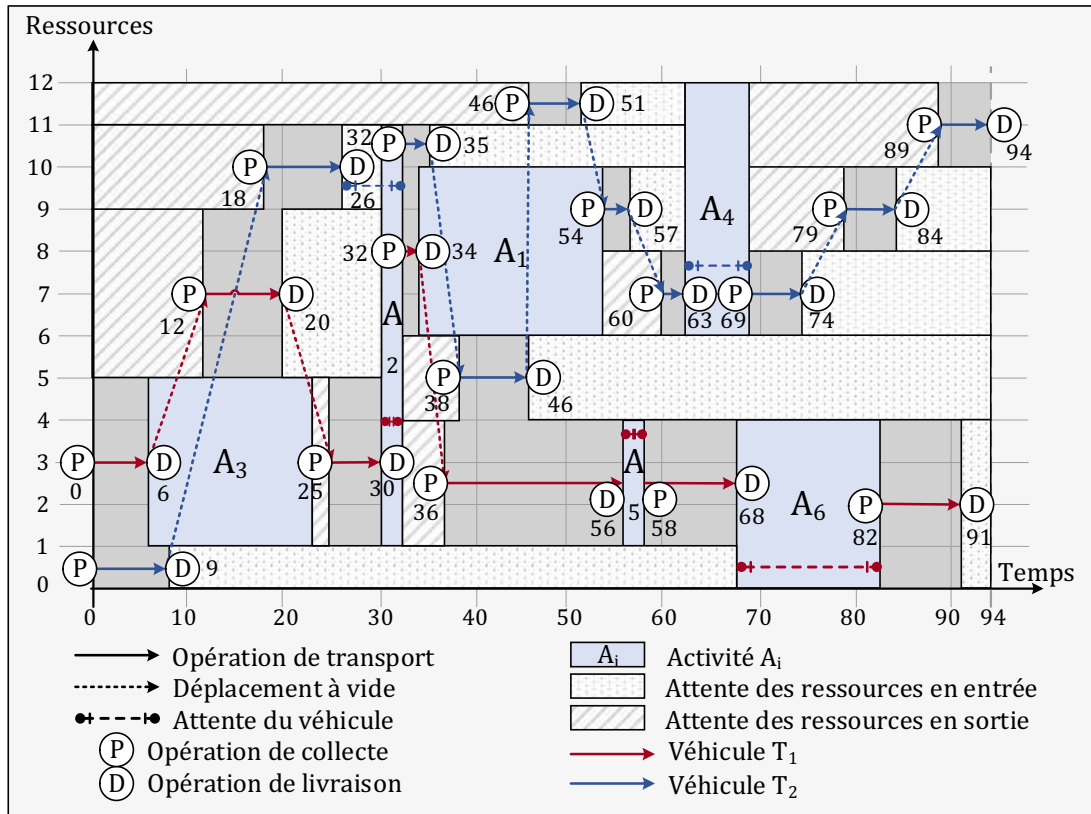 Ressources
12
11
10
9
8
7
6
5
4
3
2
1
0
46 P D 51
P D
89
94
32 P D 35
P D
18 26
P D
54 57
A4
P D
79 84
32 P D 34
A1
A
2
P D
12 20
P D
60 63
P D
69 74
P D
38 46
P D
0 6
A3
P D
25 30
P
36
A
5
D P
56 58
D
68
A6
P D
82 91
P D 9
Temps
0 10 20 30 40 50 60 70 80 90 94
Opération de transport
Déplacement à vide
Attente du véhicule
P Opération de collecte
D Opération de livraison
Ai Activité Ai
Attente des ressources en entrée
Attente des ressources en sortie
Véhicule T1
Véhicule T2